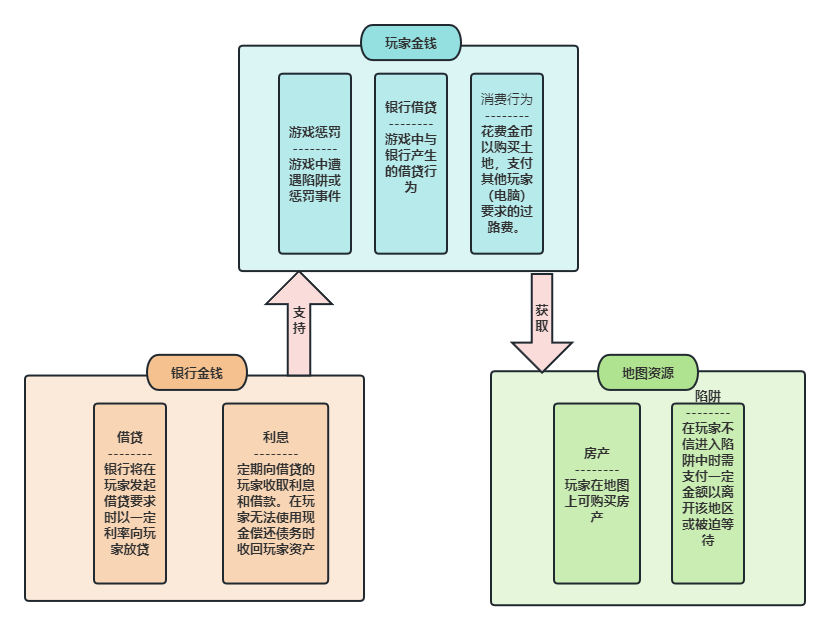 玩家金钱
游戏惩罚
--------
游戏中遭
遇陷阱或
惩罚事件
银行借贷
--------
游戏中与
银行产生
的借贷行
为
消费行为
--------
花费金币
以购买土
地，支付
其他玩家
（电脑）
要求的过
路费。
支
持
获
取
银行金钱
借贷
--------
银行将在
玩家发起
借贷要求
时以一定
利率向玩
家放贷
利息
--------
定期向借贷的
玩家收取利息
和借款。在玩
家无法使用现
金偿还债务时
收回玩家资产
地图资源
房产
--------
玩家在地图
上可购买房
产
陷阱
--------
在玩家不
信进入陷
阱中时需
支付一定
金额以离
开该地区
或被迫等
待